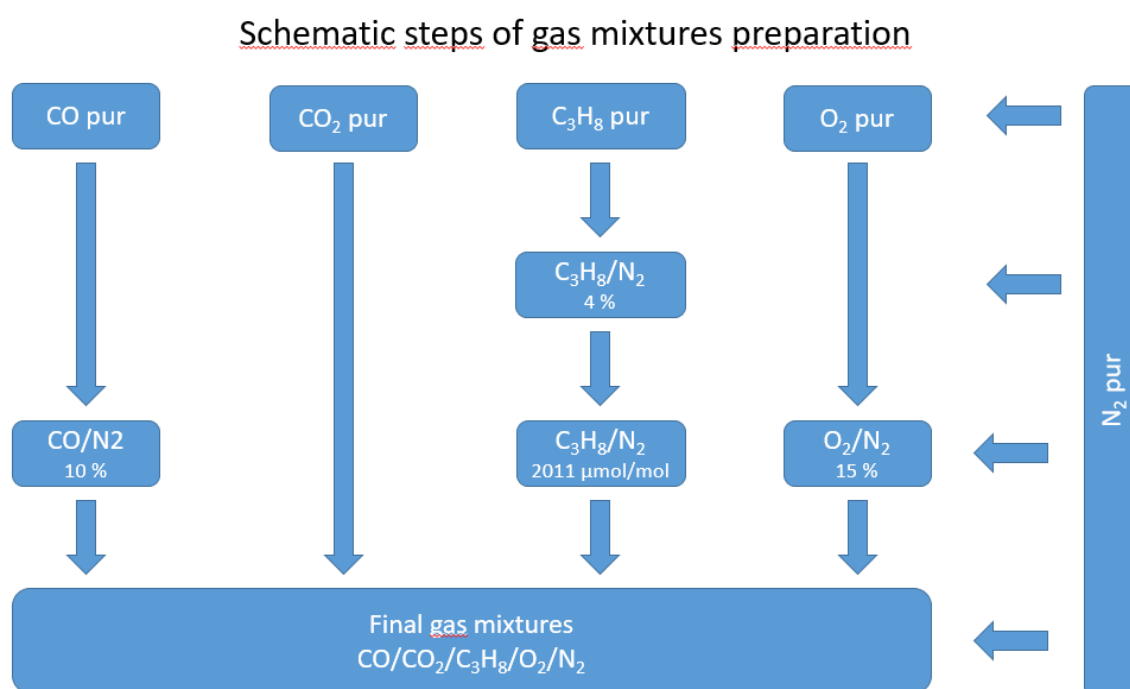 Schematic steps of gas mixtures preparation
CO pur
CO₂ pur
C₃H₈ pur
O₂ pur
C₃H₈/N₂
4 %
CO/N2
10 %
C₃H₈/N₂
2011 µmol/mol
O₂/N₂
15 %
N₂ pur
Final gas mixtures
CO/CO₂/C₃H₈/O₂/N₂